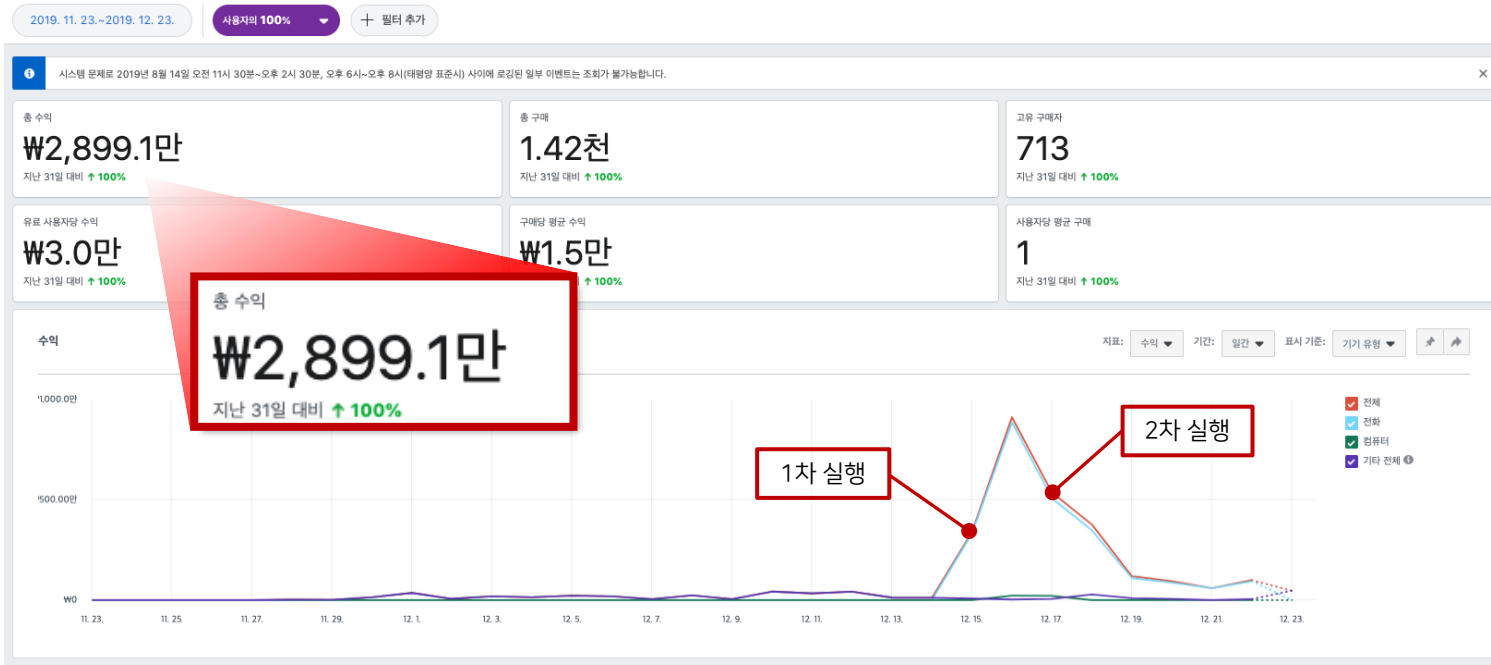 2019. 11. 23.~2019. 12. 23.
사용자의 100%
필터 추가
시스템 문제로 2019년 8월 14일 오전 11시 30분~오후 2시 30분, 오후 6시~오후 8시(태평양 표준시) 사이에 로깅된 일부 이벤트는 조회가 불가능합니다.
총 수익
₩2,899.1만
지난 31일 대비 ↑ 100%
총 구매
1.42천
지난 31일 대비 ↑ 100%
고유 구매자
713
지난 31일 대비 ↑ 100%
유료 사용자당 수익
₩3.0만
지난 31일 대비 ↑ 100%
구매당 평균 수익
₩1.5만
↑ 100%
사용자당 평균 구매
1
지난 31일 대비 ↑ 100%
총 수익
₩2,899.1만
지난 31일 대비 ↑ 100%
수익
지표: 수익 기간: 일간 표시 기준: 기기 유형
1,000.0만
500.00만
₩0
1차 실행
2차 실행
전체
전화
컴퓨터
기타 전체
11. 23. 11. 25. 11. 27. 11. 29. 12. 1. 12. 3. 12. 5. 12. 7. 12. 9. 12. 11. 12. 13. 12. 15. 12. 17. 12. 19. 12. 21. 12. 23.